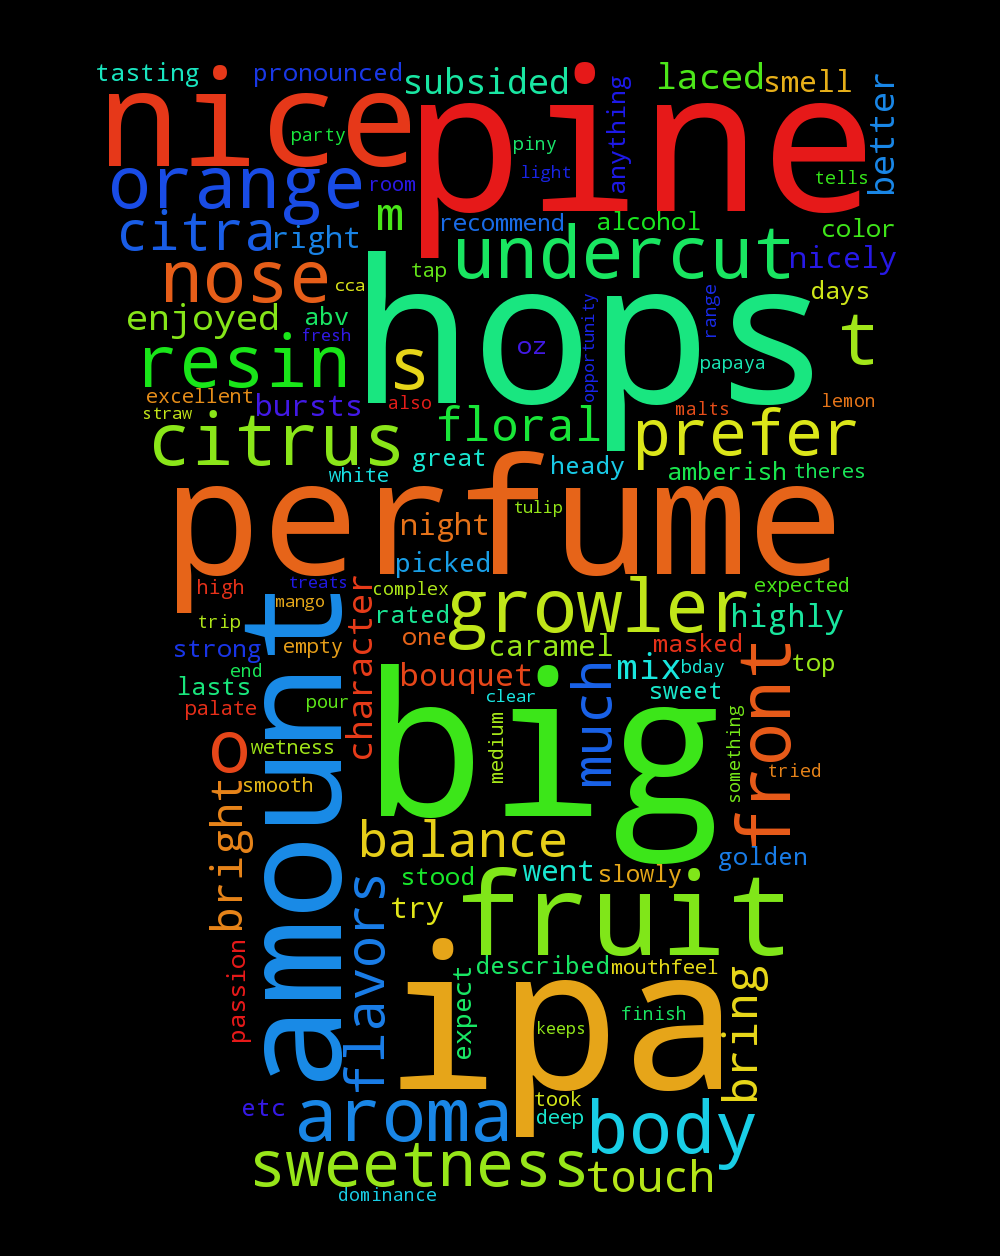 tasting
pronounced
subsided
laced
smell
nice
pine
better
anything
party
piny
light
tells
orange
room
m
recommend
alcohol
color
citra
right
undercut
nicely
nose
cca
tap
hops
days
range
opportunity
enjoyed
abv
fresh
t
resin
s
oz
papaya
excellent
straw
bursts
also
malts
lemon
citrus
floral
prefer
white
great
heady
amberish
theres
perfume
tulip
night
picked
high
treats
mango
complex
expected
trip
rated
growler
highly
character
amount
strong
empty
one
caramel
masked
front
end
lasts
bouquet
mix
bday
top
palate
pour
clear
much
sweet
o
wetness
medium
big
something
tried
smooth
bright
balance
golden
flavors
stood
went
slowly
try
fruit
passion
described
mouthfeel
expect
ipa
bring
keeps
finish
etc
aroma
took
deep
body
sweetness
touch
dominance